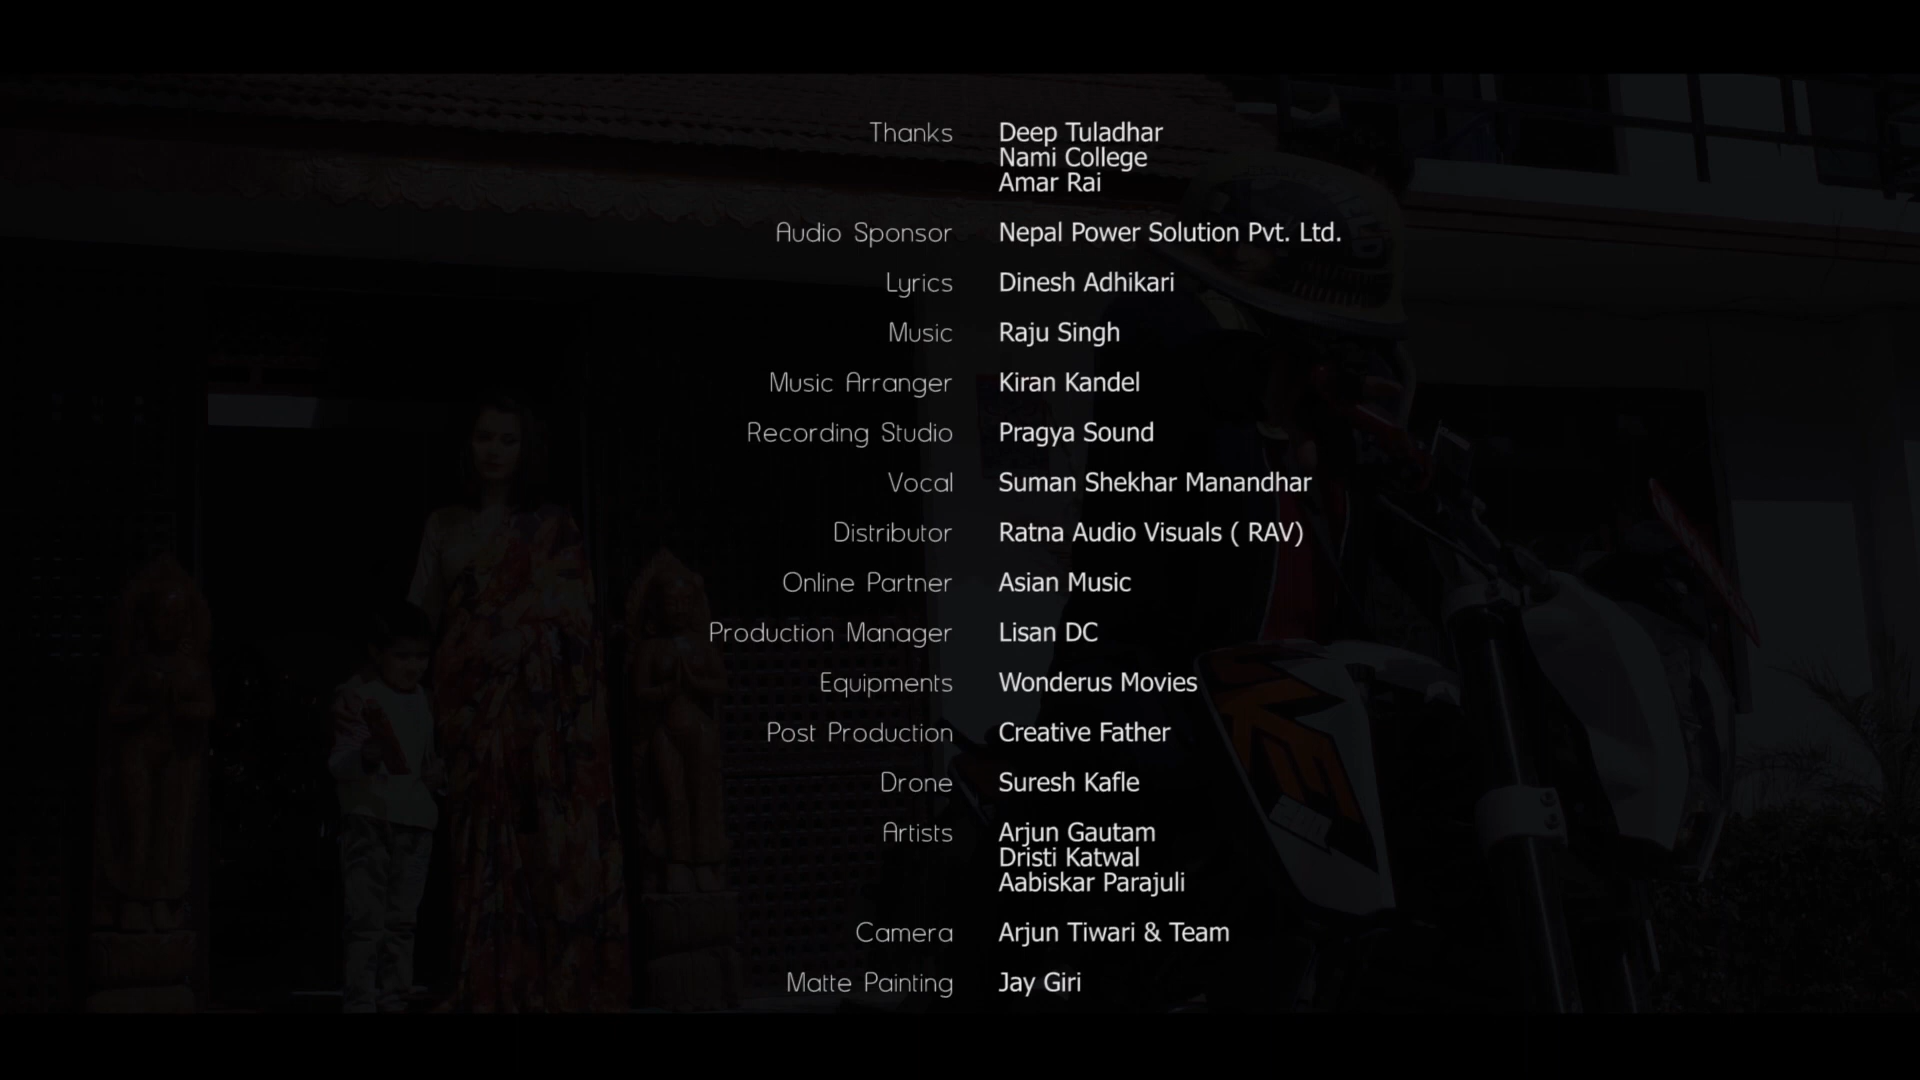 Thanks Deep Tuladhar
Nami College
Amar Rai
Audio Sponsor Nepal Power Solution Pvt. Ltd.
Lyrics Dinesh Adhikari
Music Raju Singh
Music Arranger Kiran Kandel
Recording Studio Pragya Sound
Vocal Suman Shekhar Manandhar
Distributor Ratna Audio Visuals ( RAV)
Online Partner Asian Music
Production Manager Lisan DC
Equipments Wonderus Movies
Post Production Creative Father
Drone Suresh Kafle
Artists Arjun Gautam
Dristi Katwal
Aabiskar Parajuli
Camera Arjun Tiwari & Team
Matte Painting Jay Giri